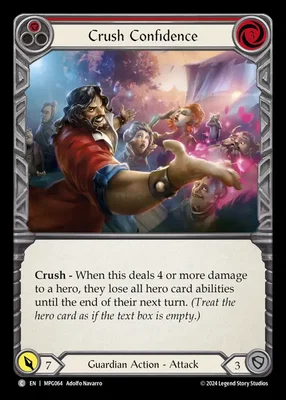 Crush Confidence
Crush - When this deals 4 or more damage
to a hero, they lose all hero card abilities
until the end of their next turn. (Treat the
hero card as if the text box is empty.)
7
Guardian Action - Attack
3
C EN | MPG064 Adolfo Navarro
© 2024 Legend Story Studios